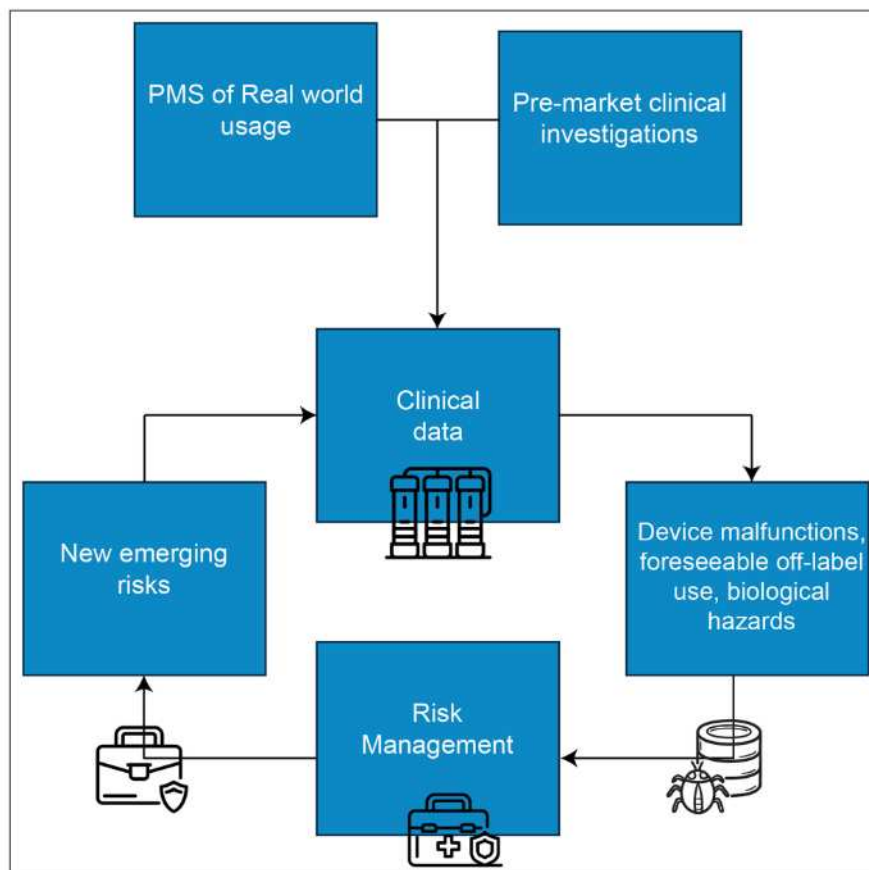 PMS of Real world
usage
Pre-market clinical
investigations
Clinical
data
New emerging
risks
Device malfunctions,
foreseeable off-label
use, biological
hazards
Risk
Management